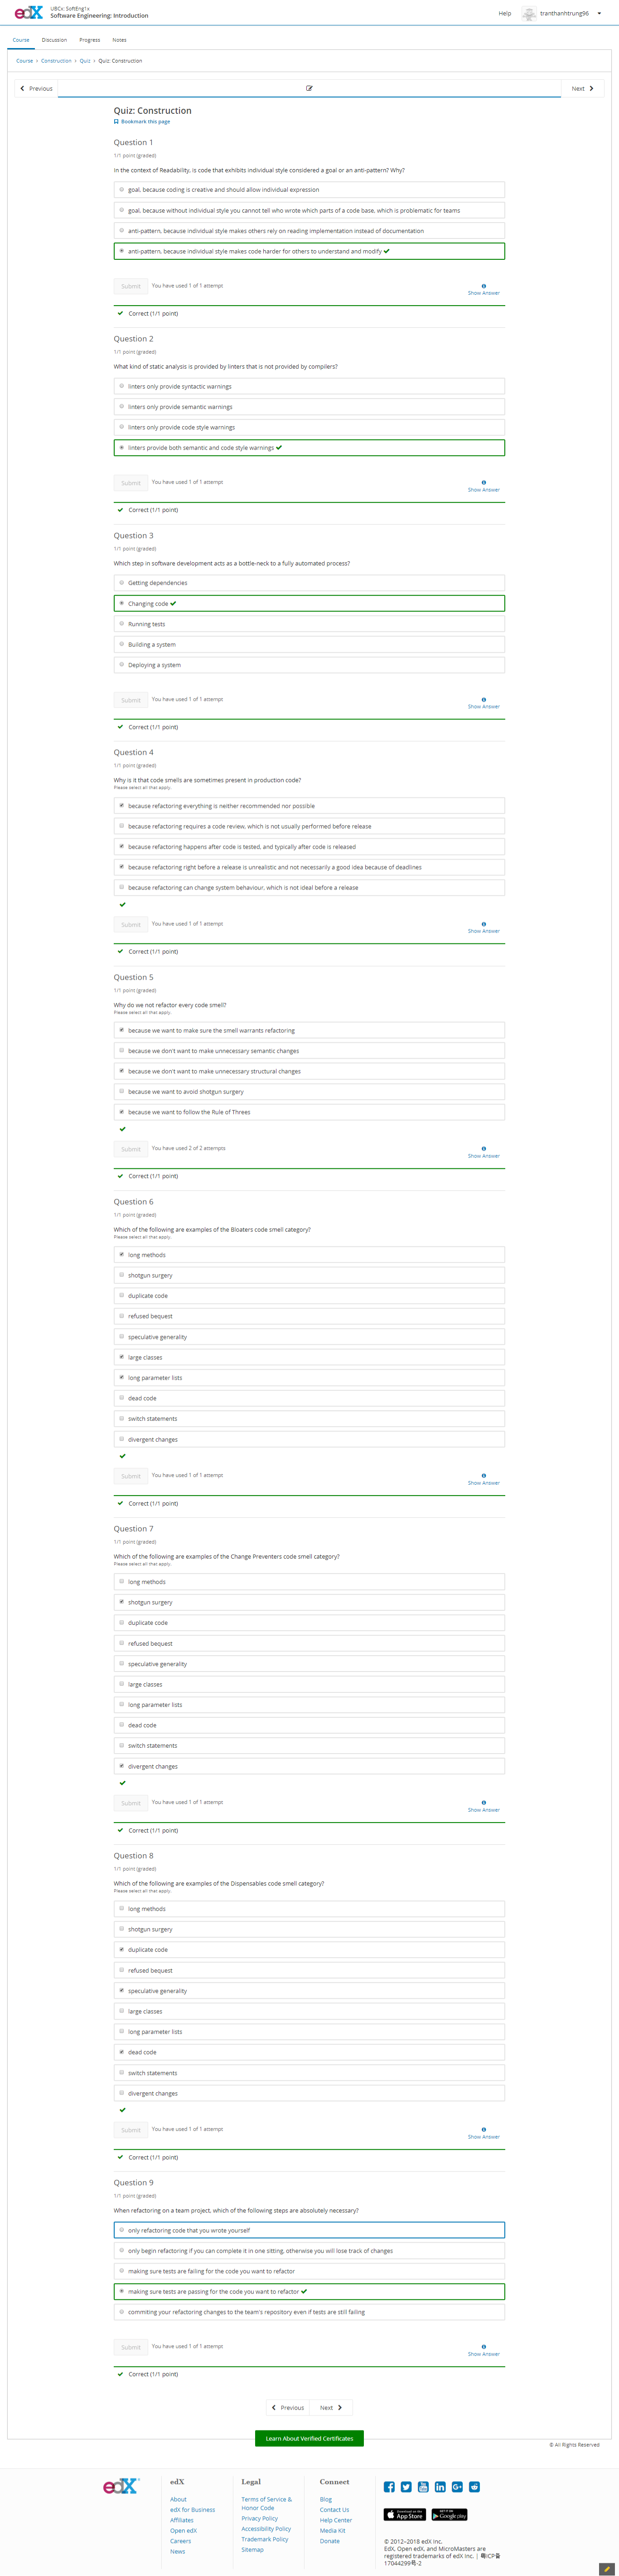 edX
UBCx: SoftEng1x
Software Engineering: Introduction
Help
tranthanhtrung96
Course
Discussion
Progress
Notes
Course › Construction › Quiz › Quiz: Construction
Previous
Next
Quiz: Construction
Bookmark this page
Question 1
1/1 point (graded)
In the context of Readability, is code that exhibits individual style considered a goal or an anti-pattern? Why?
goal, because coding is creative and should allow individual expression
goal, because without individual style you cannot tell who wrote which parts of a code base, which is problematic for teams
anti-pattern, because individual style makes others rely on reading implementation instead of documentation
anti-pattern, because individual style makes code harder for others to understand and modify ✔
Submit
You have used 1 of 1 attempt
Show Answer
✔ Correct (1/1 point)
Question 2
1/1 point (graded)
What kind of static analysis is provided by linters that is not provided by compilers?
linters only provide syntactic warnings
linters only provide semantic warnings
linters only provide code style warnings
linters provide both semantic and code style warnings ✔
Submit
You have used 1 of 1 attempt
Show Answer
✔ Correct (1/1 point)
Question 3
1/1 point (graded)
Which step in software development acts as a bottle-neck to a fully automated process?
Getting dependencies
Changing code ✔
Running tests
Building a system
Deploying a system
Submit
You have used 1 of 1 attempt
Show Answer
✔ Correct (1/1 point)
Question 4
1/1 point (graded)
Why is it that code smells are sometimes present in production code?
Please select all that apply.
because refactoring everything is neither recommended nor possible
because refactoring requires a code review, which is not usually performed before release
because refactoring happens after code is tested, and typically after code is released
because refactoring right before a release is unrealistic and not necessarily a good idea because of deadlines
because refactoring can change system behaviour, which is not ideal before a release
✔
Submit
You have used 1 of 1 attempt
Show Answer
✔ Correct (1/1 point)
Question 5
1/1 point (graded)
Why do we not refactor every code smell?
Please select all that apply.
because we want to make sure the smell warrants refactoring
because we don't want to make unnecessary semantic changes
because we don't want to make unnecessary structural changes
because we want to avoid shotgun surgery
because we want to follow the Rule of Threes
✔
Submit
You have used 2 of 2 attempts
Show Answer
✔ Correct (1/1 point)
Question 6
1/1 point (graded)
Which of the following are examples of the Bloaters code smell category?
Please select all that apply.
long methods
shotgun surgery
duplicate code
refused bequest
speculative generality
large classes
long parameter lists
dead code
switch statements
divergent changes
✔
Submit
You have used 1 of 1 attempt
Show Answer
✔ Correct (1/1 point)
Question 7
1/1 point (graded)
Which of the following are examples of the Change Preventers code smell category?
Please select all that apply.
long methods
shotgun surgery
duplicate code
refused bequest
speculative generality
large classes
long parameter lists
dead code
switch statements
divergent changes
✔
Submit
You have used 1 of 1 attempt
Show Answer
✔ Correct (1/1 point)
Question 8
1/1 point (graded)
Which of the following are examples of the Dispensables code smell category?
Please select all that apply.
long methods
shotgun surgery
duplicate code
refused bequest
speculative generality
large classes
long parameter lists
dead code
switch statements
divergent changes
✔
Submit
You have used 1 of 1 attempt
Show Answer
✔ Correct (1/1 point)
Question 9
1/1 point (graded)
When refactoring on a team project, which of the following steps are absolutely necessary?
only refactoring code that you wrote yourself
only begin refactoring if you can complete it in one sitting, otherwise you will lose track of changes
making sure tests are failing for the code you want to refactor
making sure tests are passing for the code you want to refactor ✔
commiting your refactoring changes to the team's repository even if tests are still failing
Submit
You have used 1 of 1 attempt
Show Answer
✔ Correct (1/1 point)
Previous
Next
Learn About Verified Certificates
© All Rights Reserved
edX
edX
About
edX for Business
Affiliates
Open edX
Careers
News
Legal
Terms of Service &
Honor Code
Privacy Policy
Accessibility Policy
Trademark Policy
Sitemap
Connect
Blog
Contact Us
Help Center
Media Kit
Donate
App Store
Google play
© 2012–2018 edX Inc.
EdX, Open edX, and MicroMasters are
registered trademarks of edX Inc. | 粤ICP备
17044299号-2